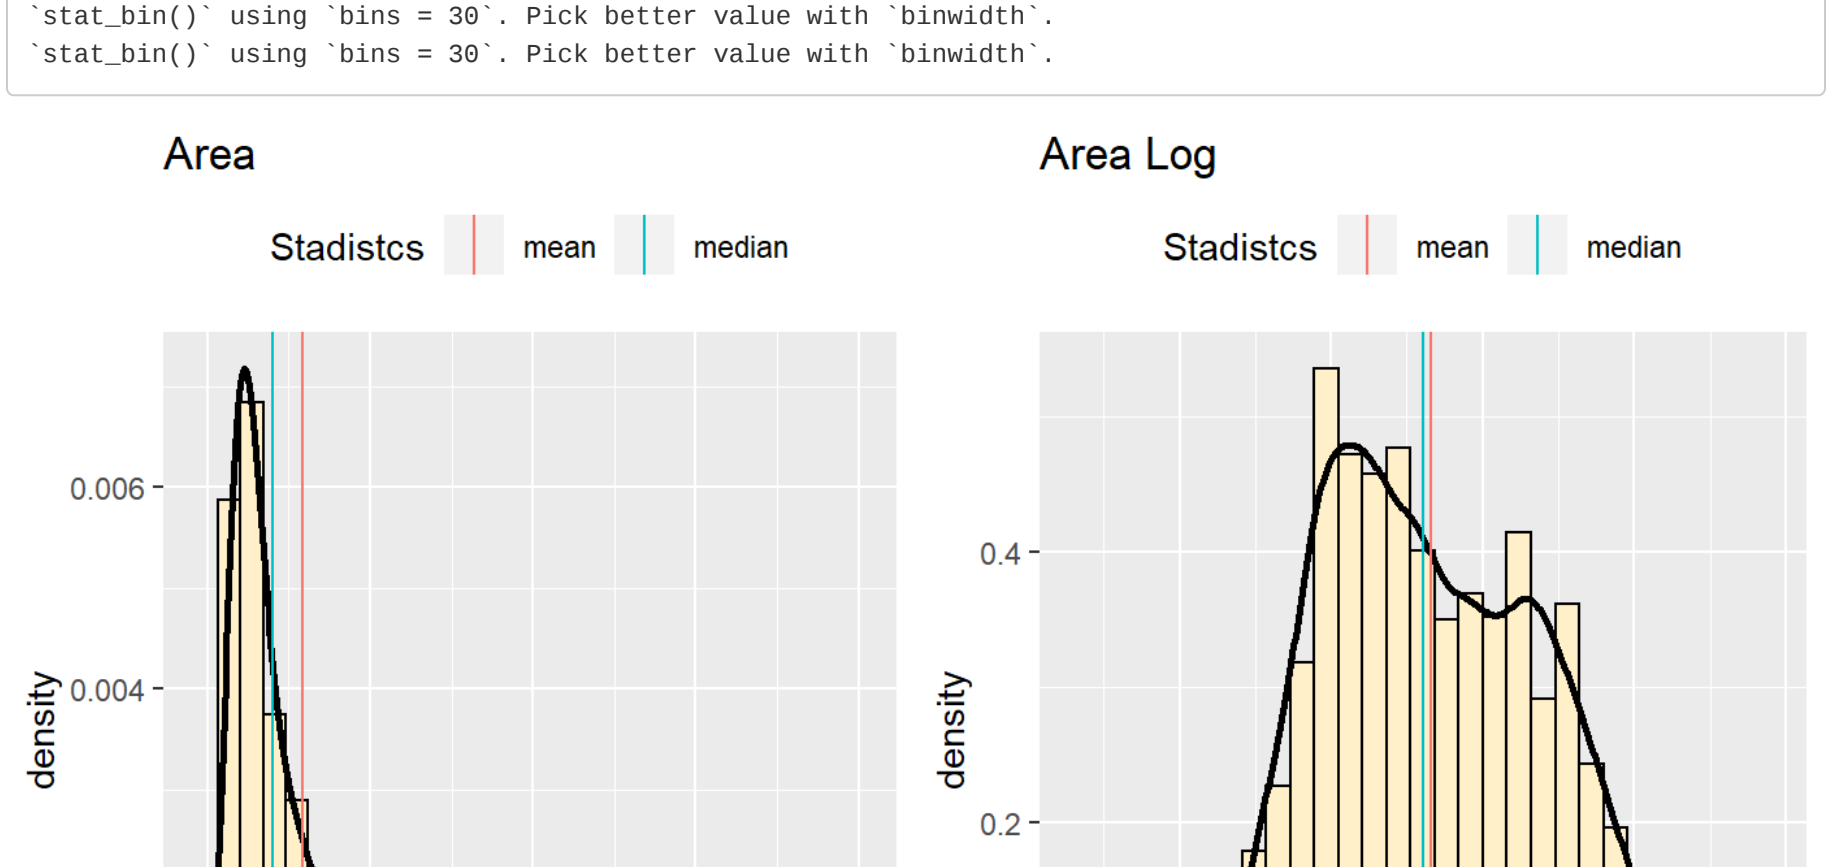 `stat_bin()` using `bins = 30`. Pick better value with `binwidth`.
`stat_bin()` using `bins = 30`. Pick better value with `binwidth`.
Area
Stadistcs mean median
0.006
0.004
density
Area Log
Stadistcs mean median
0.4
0.2
density